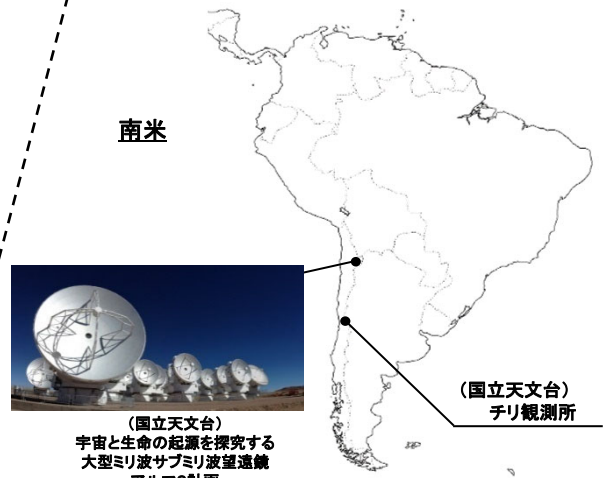 南米
(国立天文台)
チリ観測所
(国立天文台)
宇宙と生命の起源を探究する
大型ミリ波サブミリ波望遠鏡